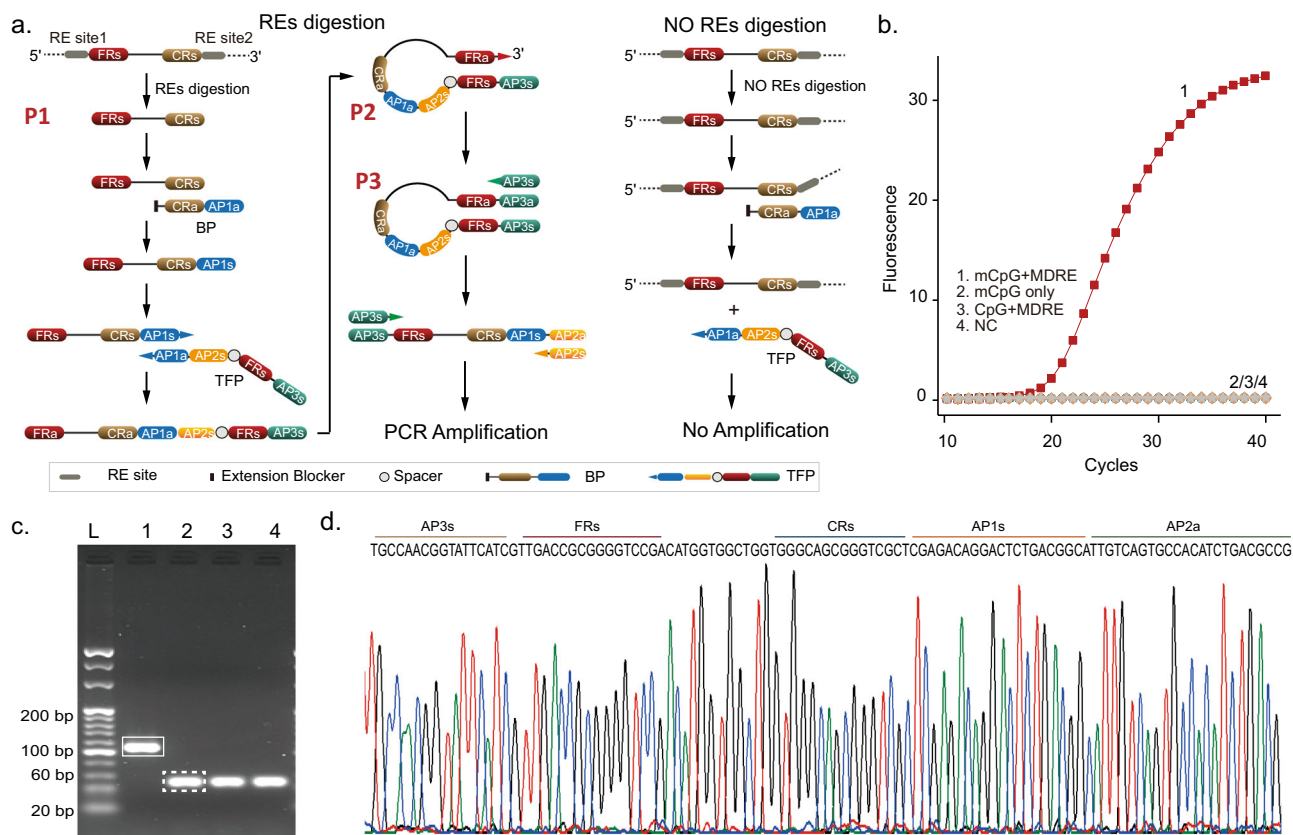 a.
REs digestion
NO REs digestion
b.
5'
RE site1
FRs
CRs
RE site2
3'
REs digestion
P1
FRs
CRs
FRs
CRs
CRa
AP1a
BP
FRs
CRs
AP1s
FRs
CRs
AP1s
AP1a
AP2s
TFP
FRs
AP3s
FRa
CRa
AP1a
AP2s
FRs
AP3s
P2
FRa
3'
Spacer
CRa
AP1a
AP2s
FRs
AP3s
P3
AP3s
FRa
AP3a
CRa
AP1a
AP2s
FRs
AP3s
AP3s
AP3s
FRs
CRs
AP1s
AP2a
AP2s
PCR Amplification
5'
FRs
CRs
NO REs digestion
5'
FRs
CRs
5'
FRs
CRs
CRa
AP1a
BP
5'
FRs
CRs
+
AP1a
AP2s
Spacer
FRs
AP3s
TFP
No Amplification
RE site
Extension Blocker
Spacer
BP
TFP
Fluorescence
30
20
10
0
1
1. mCpG+MDRE
2. mCpG only
3. CpG+MDRE
4. NC
2/3/4
10
20
30
40
Cycles
c.
L 1 2 3 4
200 bp
100 bp
60 bp
20 bp
d.
AP3s FRs CRs AP1s AP2a
TGCCAACGGTATTCATCGTTGACCGCGGGGTCCGACATGGTGGCTGGTGGGCAGCGGGTCGCTCGAGACAGGACTCTGACGGCATTGTCAGTGCCACATCTGACGCCG